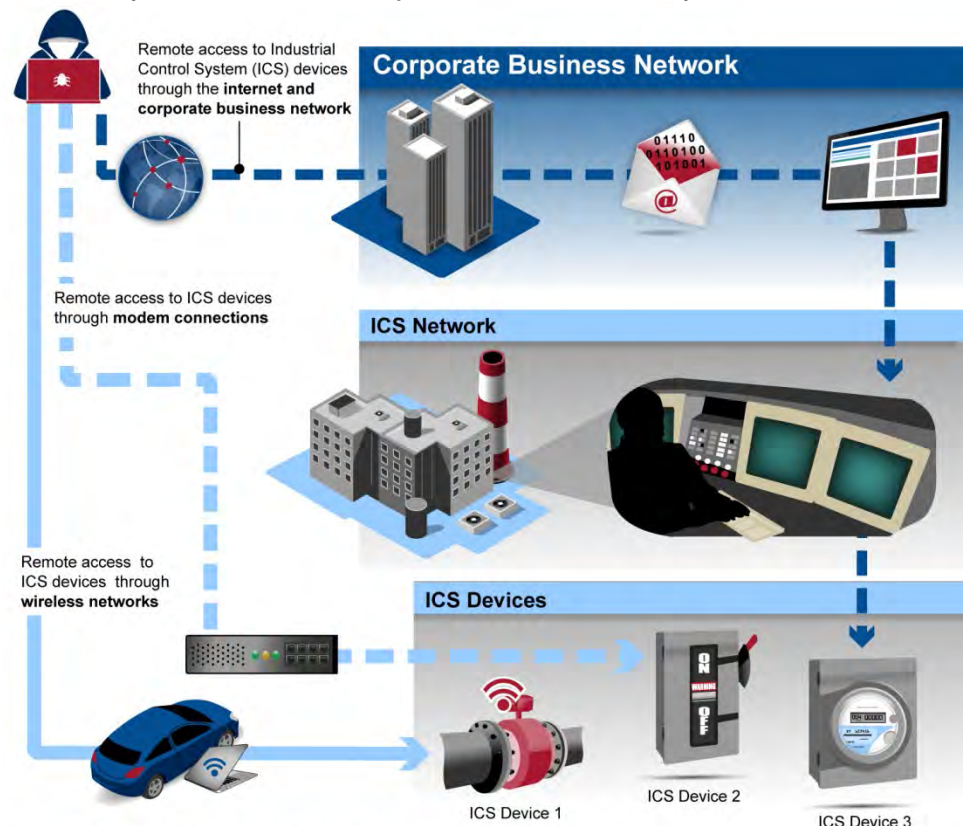 Remote access to Industrial
Control System (ICS) devices
through the internet and
corporate business network
Corporate Business Network
01110
0110100
101001
@
Remote access to ICS devices
through modem connections
ICS Network
Remote access to
ICS devices through
wireless networks
ICS Devices
ON
WARNING
OFF
ICS Device 1
ICS Device 2
ICS Device 3